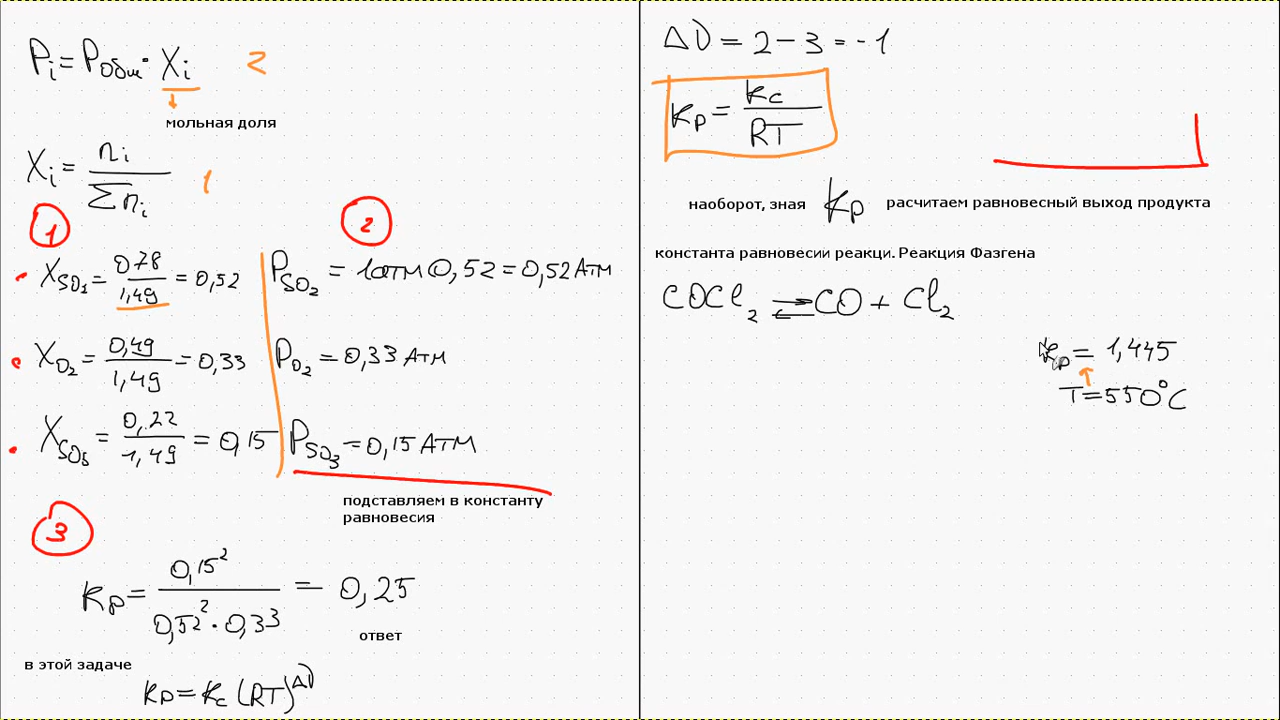 Pi = Pобщ · Xi 2
мольная доля
Xi = ni / Σni 1
1 2
XSO2 = 0,78 / 1,49 = 0,52
PSO2 = 1 атм 0,52 = 0,52 АТМ
XO2 = 0,49 / 1,49 = 0,33
PO2 = 0,33 АТМ
XSO3 = 0,22 / 1,49 = 0,15
PSO3 = 0,15 АТМ
подставляем в константу
равновесия
3
Kp = 0,15² / 0,52² · 0,33 = 0,25
ответ
в этой задаче
Kp = Kc (RT)^Δν
Δν = 2 - 3 = -1
Kp = Kc / RT
наоборот, зная Kp расчитаем равновесный выход продукта
константа равновесии реакци. Реакция Фазгена
COCl2 ⇄ CO + Cl2
Kp = 1,445
T = 550°C